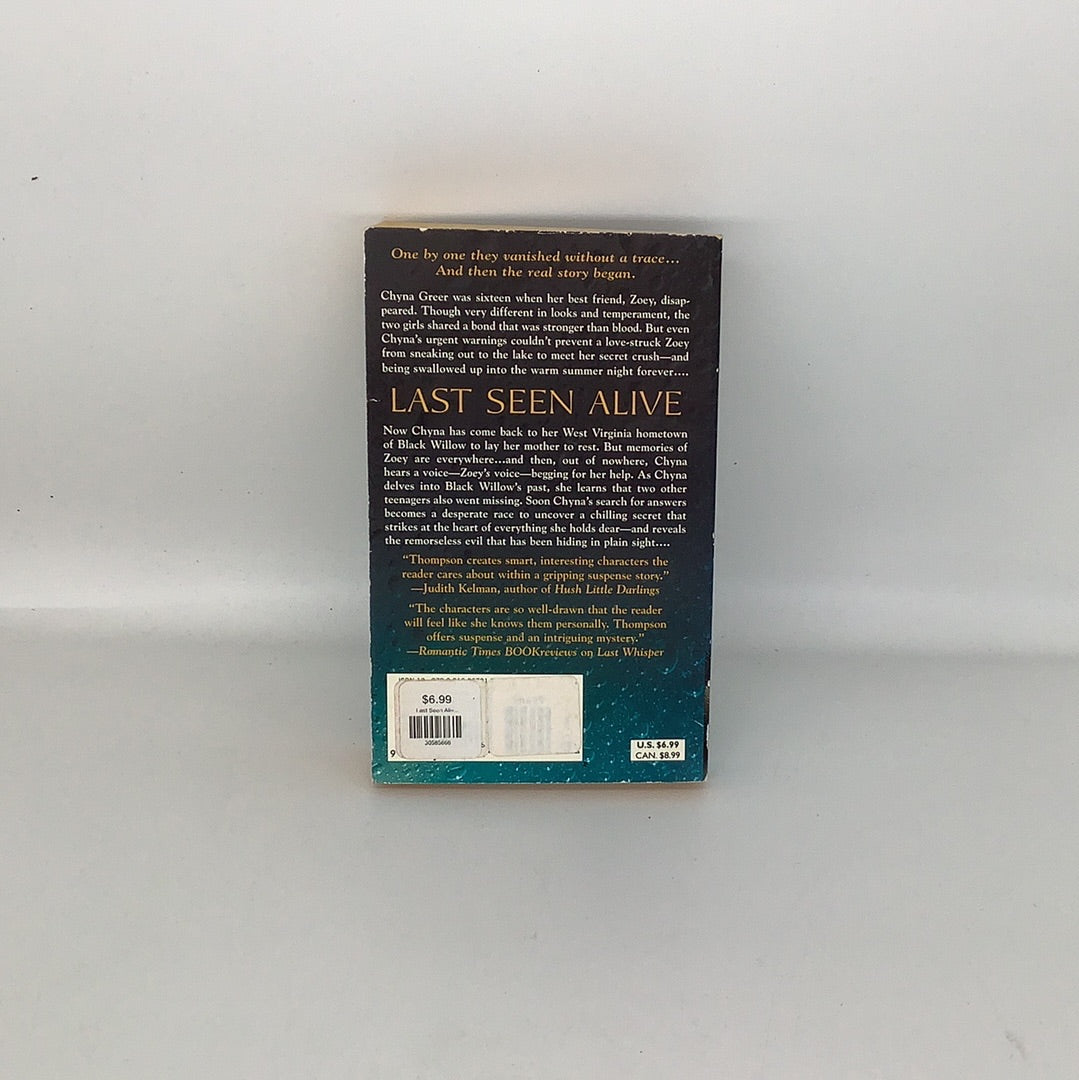 One by one they vanished without a trace...
And then the real story began.
Chyna Greer was sixteen when her best friend, Zoey, disap-
peared. Though very different in looks and temperament, the
two girls shared a bond that was stronger than blood. But even
Chyna's urgent warnings couldn't prevent a love-struck Zoey
from sneaking out to the lake to meet her secret crush—and
being swallowed up into the warm summer night forever....
LAST SEEN ALIVE
Now Chyna has come back to her West Virginia hometown
of Black Willow to lay her mother to rest. But memories of
Zoey are everywhere...and then, out of nowhere, Chyna
hears a voice—Zoey's voice—begging for her help. As Chyna
delves into Black Willow's past, she learns that two other
teenagers also went missing. Soon Chyna's search for answers
becomes a desperate race to uncover a chilling secret that
strikes at the heart of everything she holds dear—and reveals
the remorseless evil that has been hiding in plain sight....
“Thompson creates smart, interesting characters the
reader cares about within a gripping suspense story.”
—Judith Kelman, author of Hush Little Darlings
“The characters are so well-drawn that the reader
will feel like she knows them personally. Thompson
offers suspense and an intriguing mystery.”
—Romantic Times BOOKreviews on Last Whisper
$6.99
Last Seen Aliv...
30585666
9
U.S. $6.99
CAN. $8.99